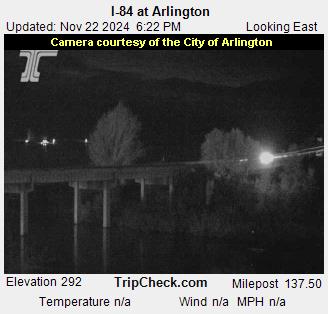 I-84 at Arlington
Updated: Nov 22 2024 6:22 PM Looking East
Camera courtesy of the City of Arlington
Elevation 292 TripCheck.com Milepost 137.50
Temperature n/a Wind n/a MPH n/a